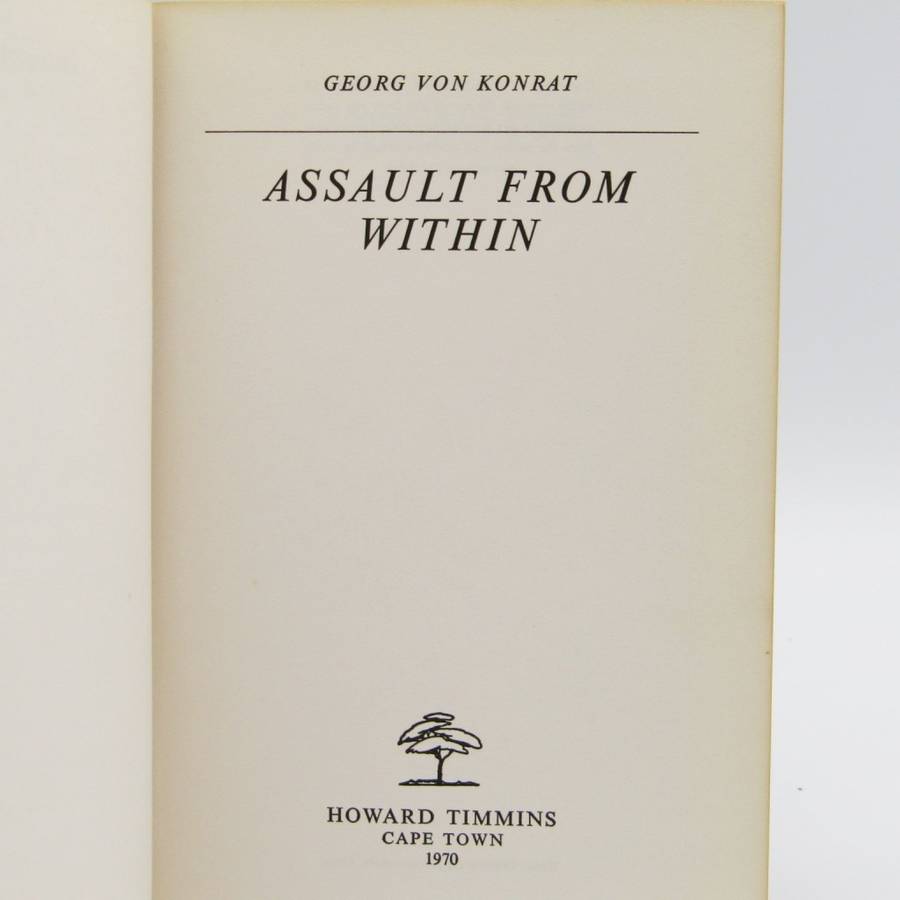 GEORG VON KONRAT
ASSAULT FROM
WITHIN
HOWARD TIMMINS
CAPE TOWN
1970